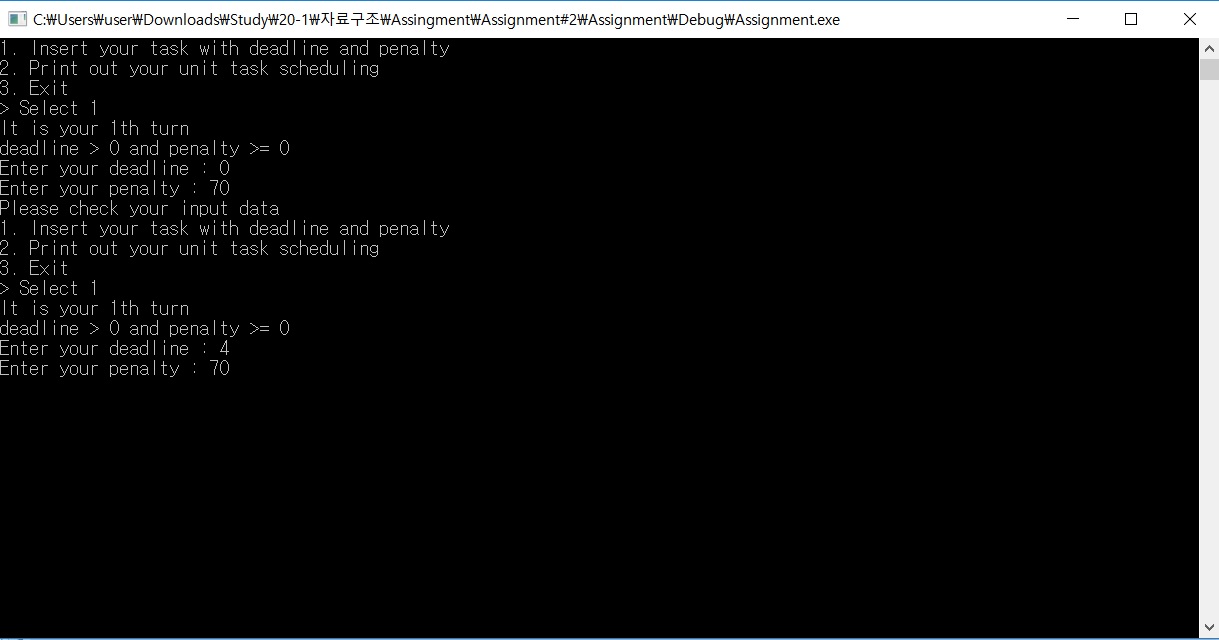 C:₩Users₩user₩Downloads₩Study₩20-1₩자료구조₩Assingment₩Assignment#2₩Assignment₩Debug₩Assignment.exe
1. Insert your task with deadline and penalty
2. Print out your unit task scheduling
3. Exit
> Select 1
It is your 1th turn
deadline > 0 and penalty >= 0
Enter your deadline : 0
Enter your penalty : 70
Please check your input data
1. Insert your task with deadline and penalty
2. Print out your unit task scheduling
3. Exit
> Select 1
It is your 1th turn
deadline > 0 and penalty >= 0
Enter your deadline : 4
Enter your penalty : 70